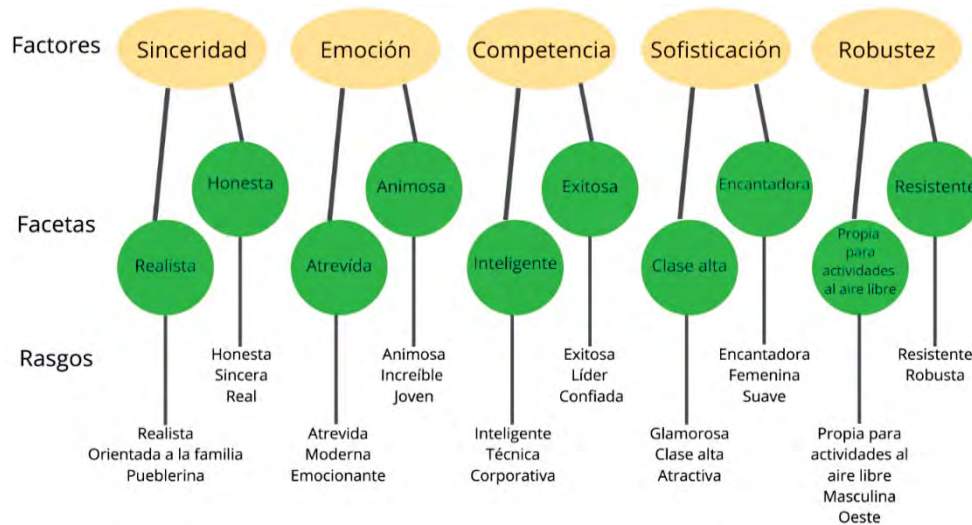 Factores
Sinceridad
Emoción
Competencia
Sofisticación
Robustez
Facetas
Honesta
Animosa
Exitosa
Encantadora
Resistente
Realista
Atrevída
Inteligente
Clase alta
Propia
para
actividades
al aire libre
Rasgos
Honesta
Sincera
Real
Animosa
Increíble
Joven
Exitosa
Líder
Confiada
Encantadora
Femenina
Suave
Resistente
Robusta
Realista
Orientada a la familia
Pueblerina
Atrevida
Moderna
Emocionante
Inteligente
Técnica
Corporativa
Glamorosa
Clase alta
Atractiva
Propia para
actividades al
aire libre
Masculina
Oeste